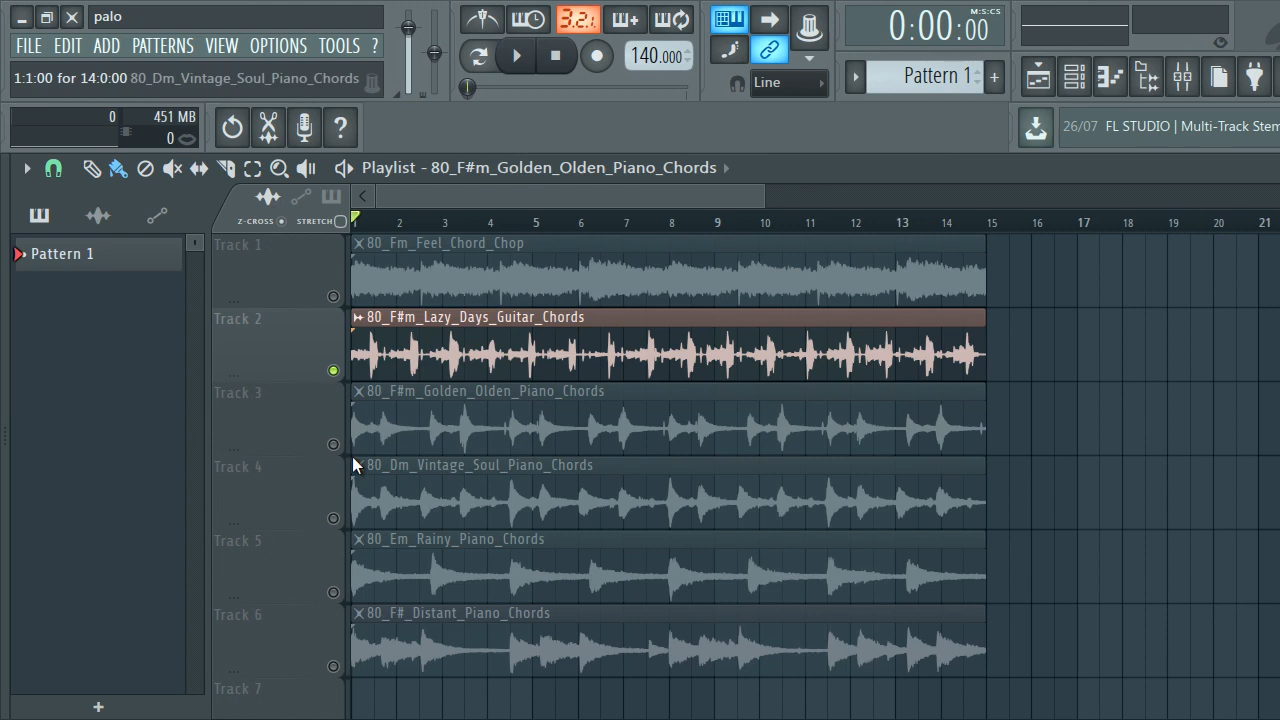 palo
FILE EDIT ADD PATTERNS VIEW OPTIONS TOOLS ?
1:1:00 for 14:0:00 80_Dm_Vintage_Soul_Piano_Chords
3.2.
140.000
0:00:00
M:S:CS
Line
Pattern 1
+
0 451 MB
0
?
26/07 FL STUDIO | Multi-Track Stem
Playlist - 80_F#m_Golden_Olden_Piano_Chords
Z-CROSS STRETCH
1 2 3 4 5 6 7 8 9 10 11 12 13 14 15 16 17 18 19 20 21
Pattern 1
Track 1
80_Fm_Feel_Chord_Chop
Track 2
80_F#m_Lazy_Days_Guitar_Chords
Track 3
80_F#m_Golden_Olden_Piano_Chords
Track 4
80_Dm_Vintage_Soul_Piano_Chords
Track 5
80_Em_Rainy_Piano_Chords
Track 6
80_F#_Distant_Piano_Chords
Track 7
+